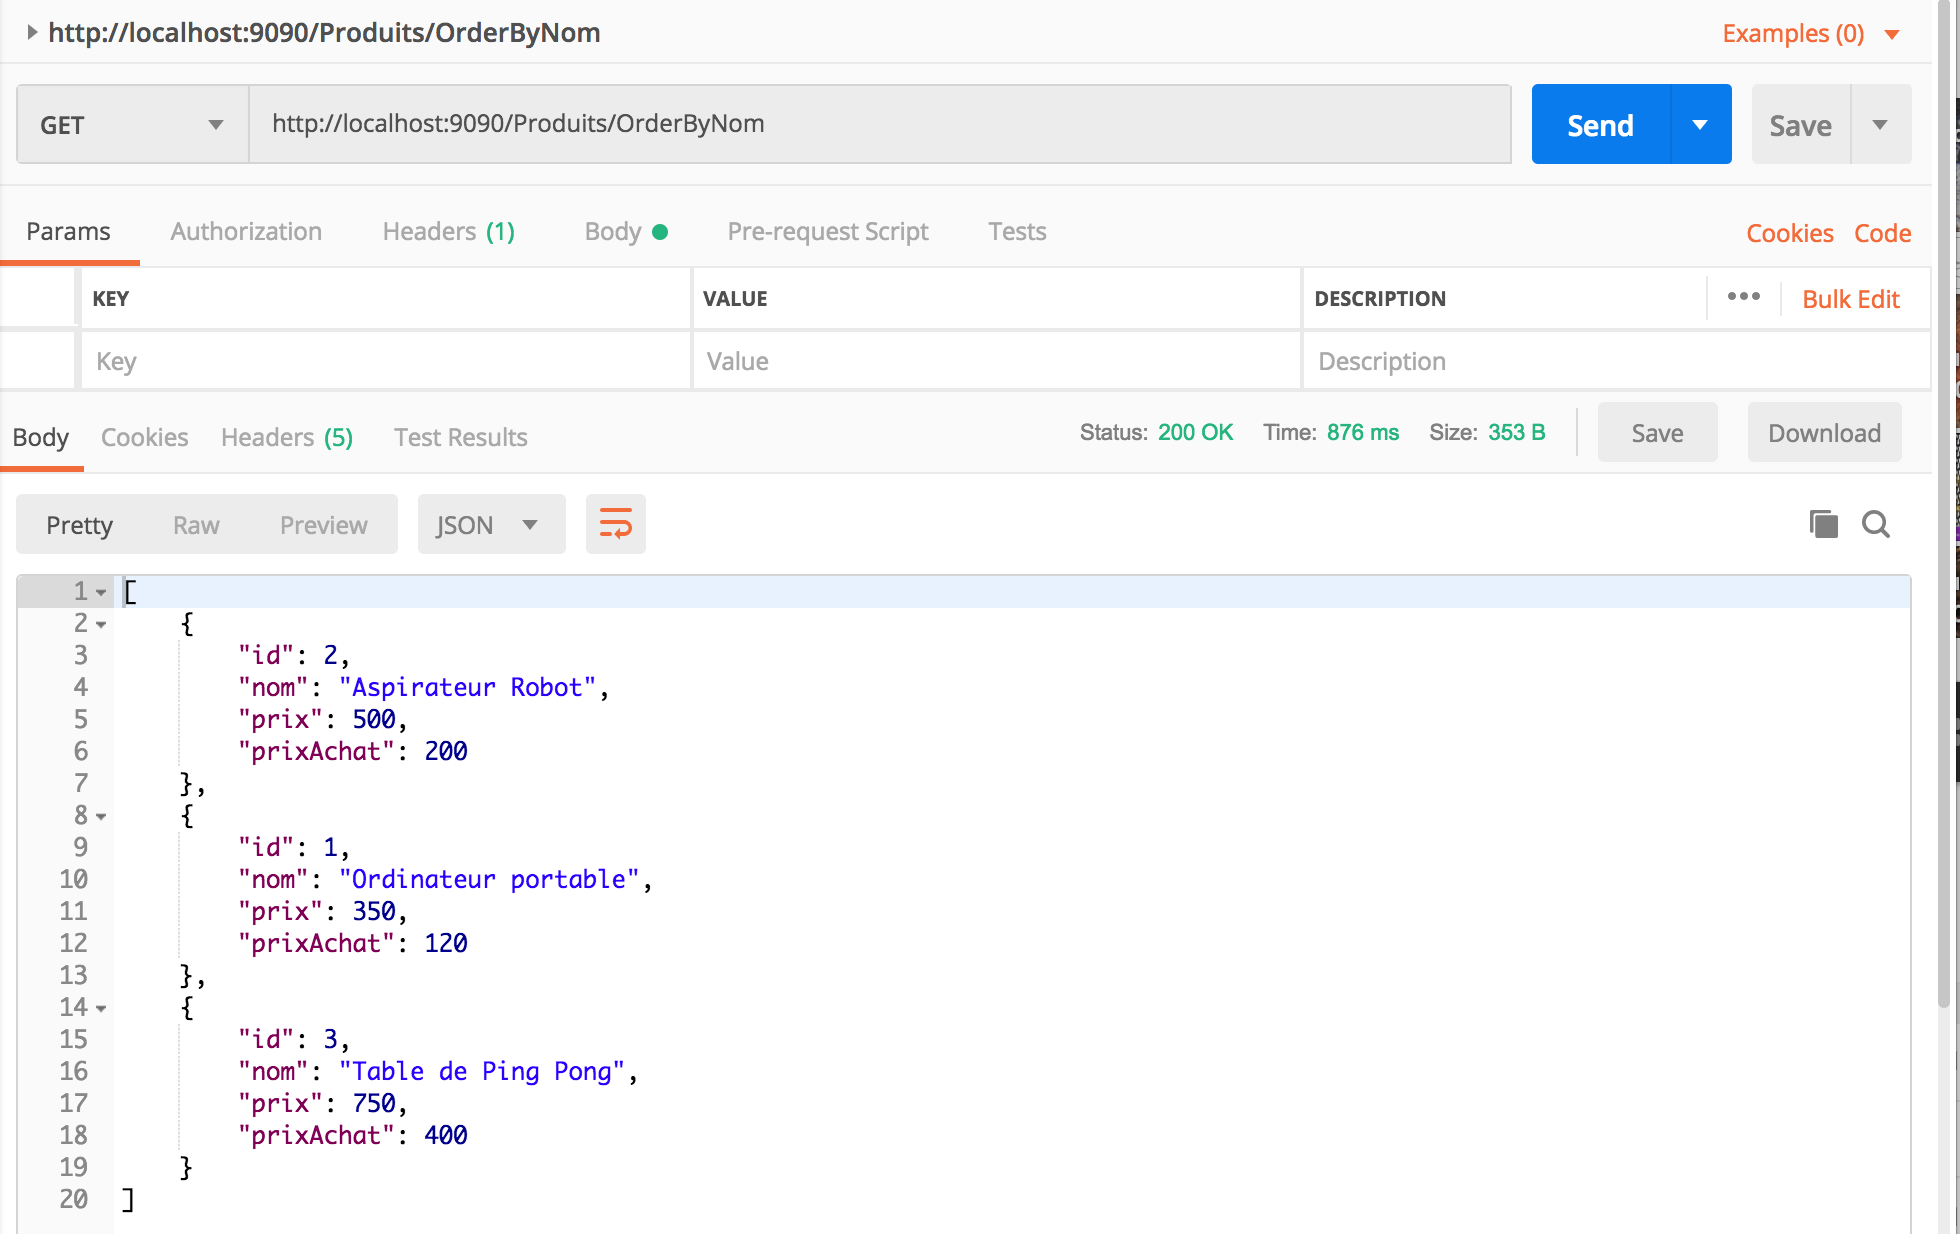 http://localhost:9090/Produits/OrderByNom
Examples (0)
GET
http://localhost:9090/Produits/OrderByNom
Send
Save
Params
Authorization
Headers (1)
Body
Pre-request Script
Tests
Cookies
Code
KEY
VALUE
DESCRIPTION
•••
Bulk Edit
Key
Value
Description
Body
Cookies
Headers (5)
Test Results
Status: 200 OK
Time: 876 ms
Size: 353 B
Save
Download
Pretty
Raw
Preview
JSON
1 [
2 {
3 "id": 2,
4 "nom": "Aspirateur Robot",
5 "prix": 500,
6 "prixAchat": 200
7 },
8 {
9 "id": 1,
10 "nom": "Ordinateur portable",
11 "prix": 350,
12 "prixAchat": 120
13 },
14 {
15 "id": 3,
16 "nom": "Table de Ping Pong",
17 "prix": 750,
18 "prixAchat": 400
19 }
20 ]